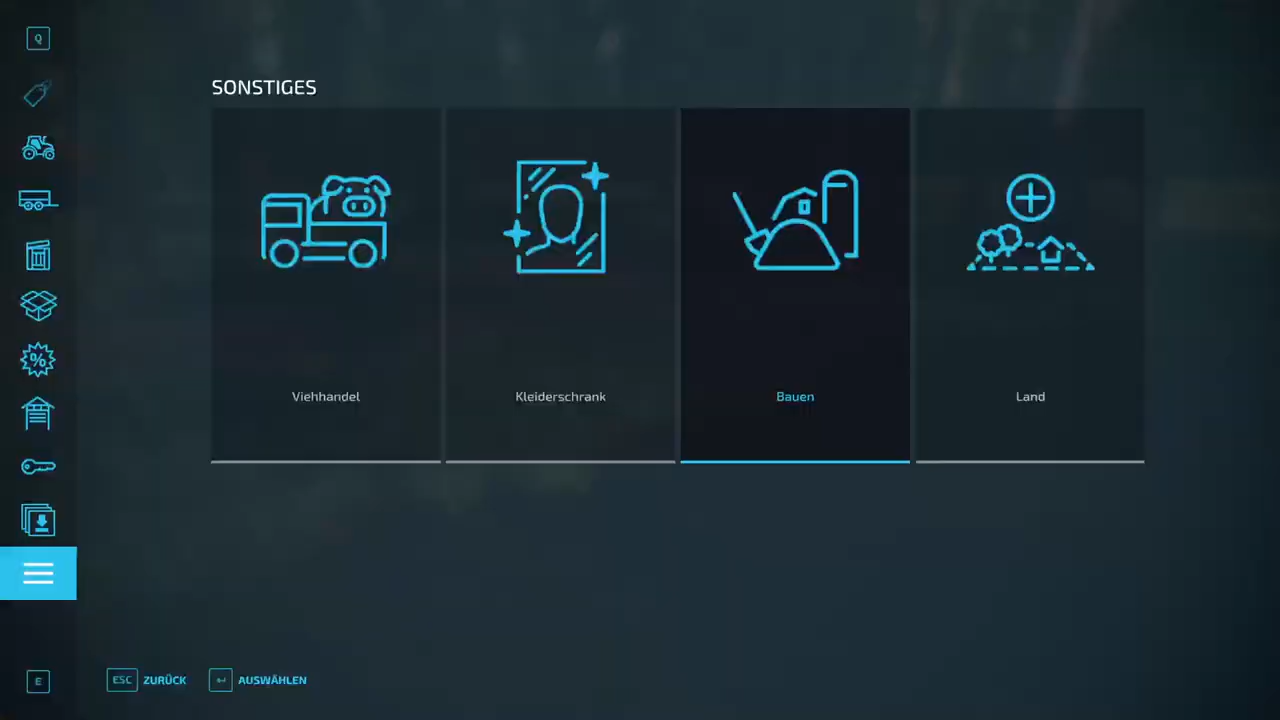 Q
SONSTIGES
%
Viehhandel
Kleiderschrank
Bauen
Land
E
ESC ZURÜCK AUSWÄHLEN